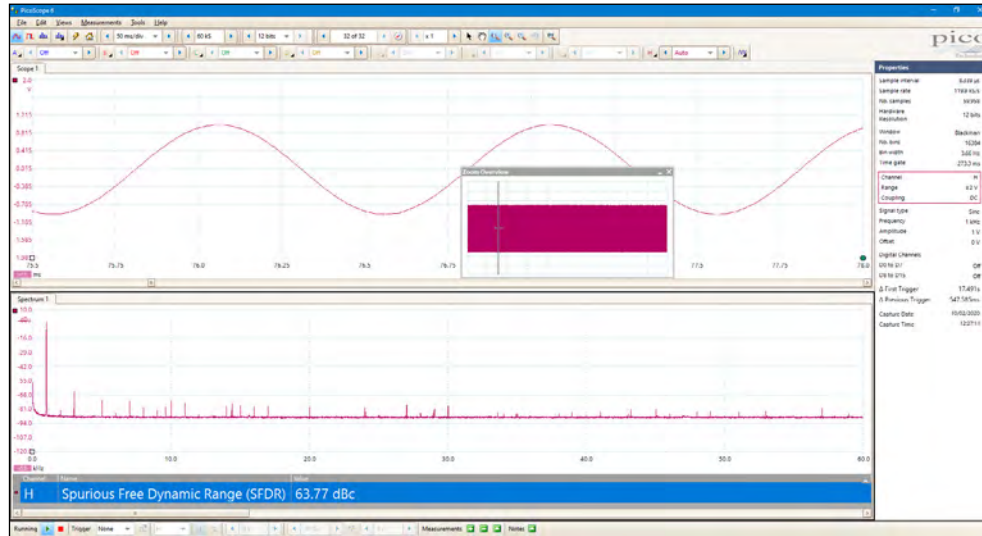 PicoScope 6
File Edit Views Measurements Tools Help
50 ms/div 60 kS 12 bits 32 of 32 x 1
A Off B Off C Off Off H Auto
pico
Scope 1
2.0
V
1.215
0.815
0.415
0.015
-0.385
-1.105
75.5 75.75 76.0 76.25 76.5 76.75 77.5 77.75 78.0
ms
Zoom Overview
Spectrum 1
10.0
-16.0
-29.0
-42.0
-68.0
-81.0
-94.0
-107.0
-120.0
0.0 10.0 20.0 30.0 40.0 50.0 60.0
kHz
Channel Name Value
H Spurious Free Dynamic Range (SFDR) 63.77 dBc
Running Trigger None Measurements Notes
Properties
Sample interval
Sample rate
No. samples
Hardware
Resolution 12 bits
Window Blackman
No. bins 16384
Bin width
Time gate 273.3 ms
Channel H
Range ±2 V
Coupling DC
Signal type Sine
Frequency 1 kHz
Amplitude 1 V
Offset 0 V
Digital Channels
D0 to D7 Off
D8 to D15 Off
Δ First Trigger 17.491s
Δ Previous Trigger 547.585ms
Capture Date
Capture Time